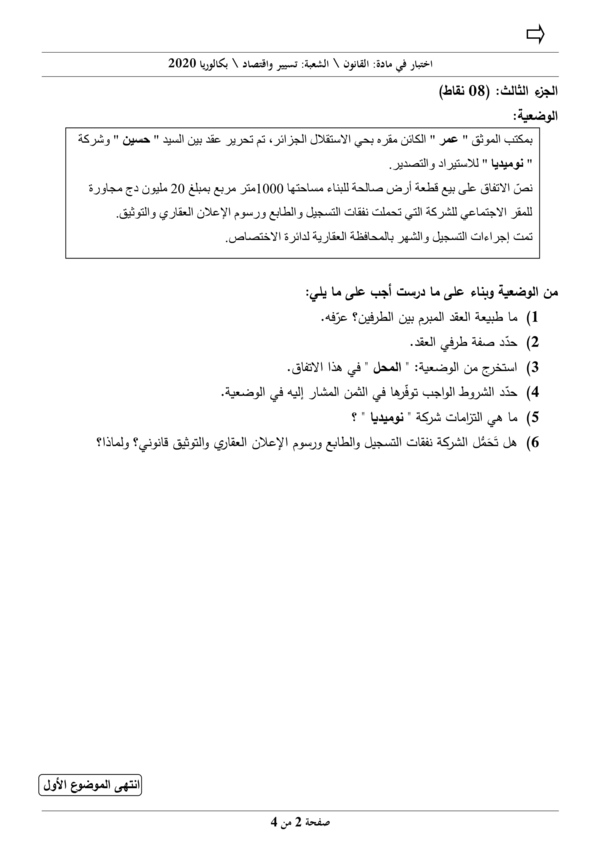 اختبار في مادة: القانون \ الشعبة: تسيير واقتصاد \ بكالوريا 2020
الجزء الثالث: (08 نقاط)
الوضعية:
بمكتب الموثق " عمر " الكائن مقره بحي الاستقلال الجزائر، تم تحرير عقد بين السيد " حسين " وشركة
" نوميديا " للاستيراد والتصدير.
نصّ الاتفاق على بيع قطعة أرض صالحة للبناء مساحتها 1000متر مربع بمبلغ 20 مليون دج مجاورة
للمقر الاجتماعي للشركة التي تحملت نفقات التسجيل والطابع ورسوم الإعلان العقاري والتوثيق.
تمت إجراءات التسجيل والشهر بالمحافظة العقارية لدائرة الاختصاص.
من الوضعية وبناء على ما درست أجب على ما يلي:
1) ما طبيعة العقد المبرم بين الطرفين؟ عرّفه.
2) حدّد صفة طرفي العقد.
3) استخرج من الوضعية: " المحل " في هذا الاتفاق.
4) حدّد الشروط الواجب توفّرها في الثمن المشار إليه في الوضعية.
5) ما هي التزامات شركة " نوميديا " ؟
6) هل تَحَمُّل الشركة نفقات التسجيل والطابع ورسوم الإعلان العقاري والتوثيق قانوني؟ ولماذا؟
انتهى الموضوع الأول
صفحة 2 من 4